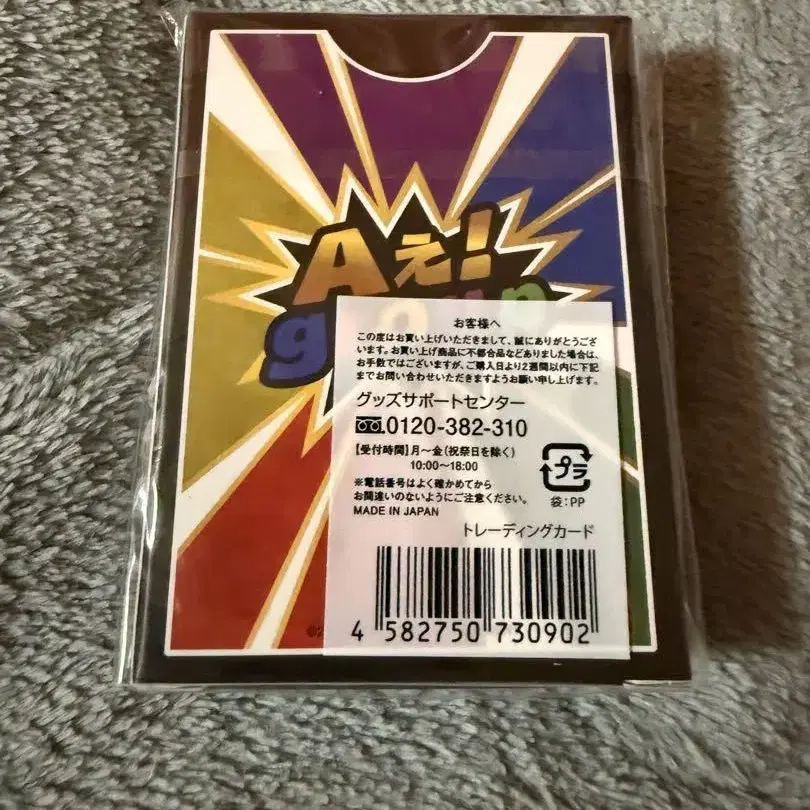 Aぇ!
group
お客様へ
この度はお買い上げいただきまして、誠にありがとうござ
います。お買い上げ商品に不都合品などありました場合は、
お手数ではございますが、ご購入日より2週間以内に下記
までお問い合わせいただきますようお願い申し上げます。
グッズサポートセンター
0120-382-310
【受付時間】月〜金(祝祭日を除く)
10:00〜18:00
※電話番号はよく確かめてから
お間違いのないようにご注意ください。
MADE IN JAPAN
プラ
袋:PP
トレーディングカード
4 582750 730902